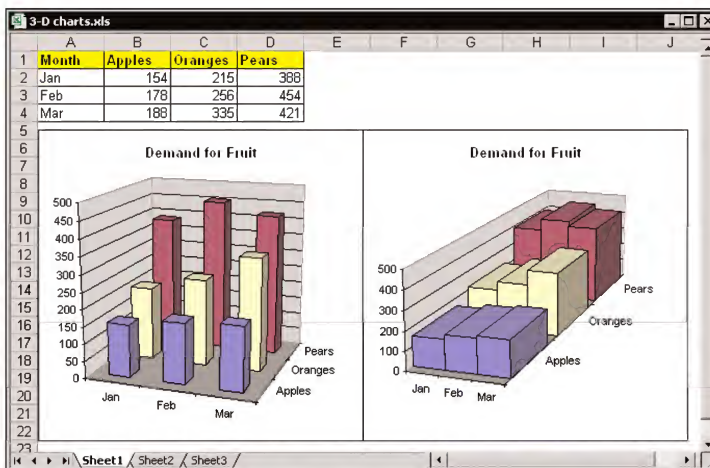 3-D charts.xls
A B C D E F G H I J
1 Month Apples Oranges Pears
2 Jan 154 215 388
3 Feb 178 256 454
4 Mar 188 335 421
5
6
7
8
9
10
11
12
13
14
15
16
17
18
19
20
21
22
23
Demand for Fruit
500
450
400
350
300
250
200
150
100
50
0
Jan
Feb
Mar
Pears
Oranges
Apples
Demand for Fruit
500
400
300
200
100
0
Jan
Feb
Mar
Pears
Oranges
Apples
Sheet1 Sheet2 Sheet3